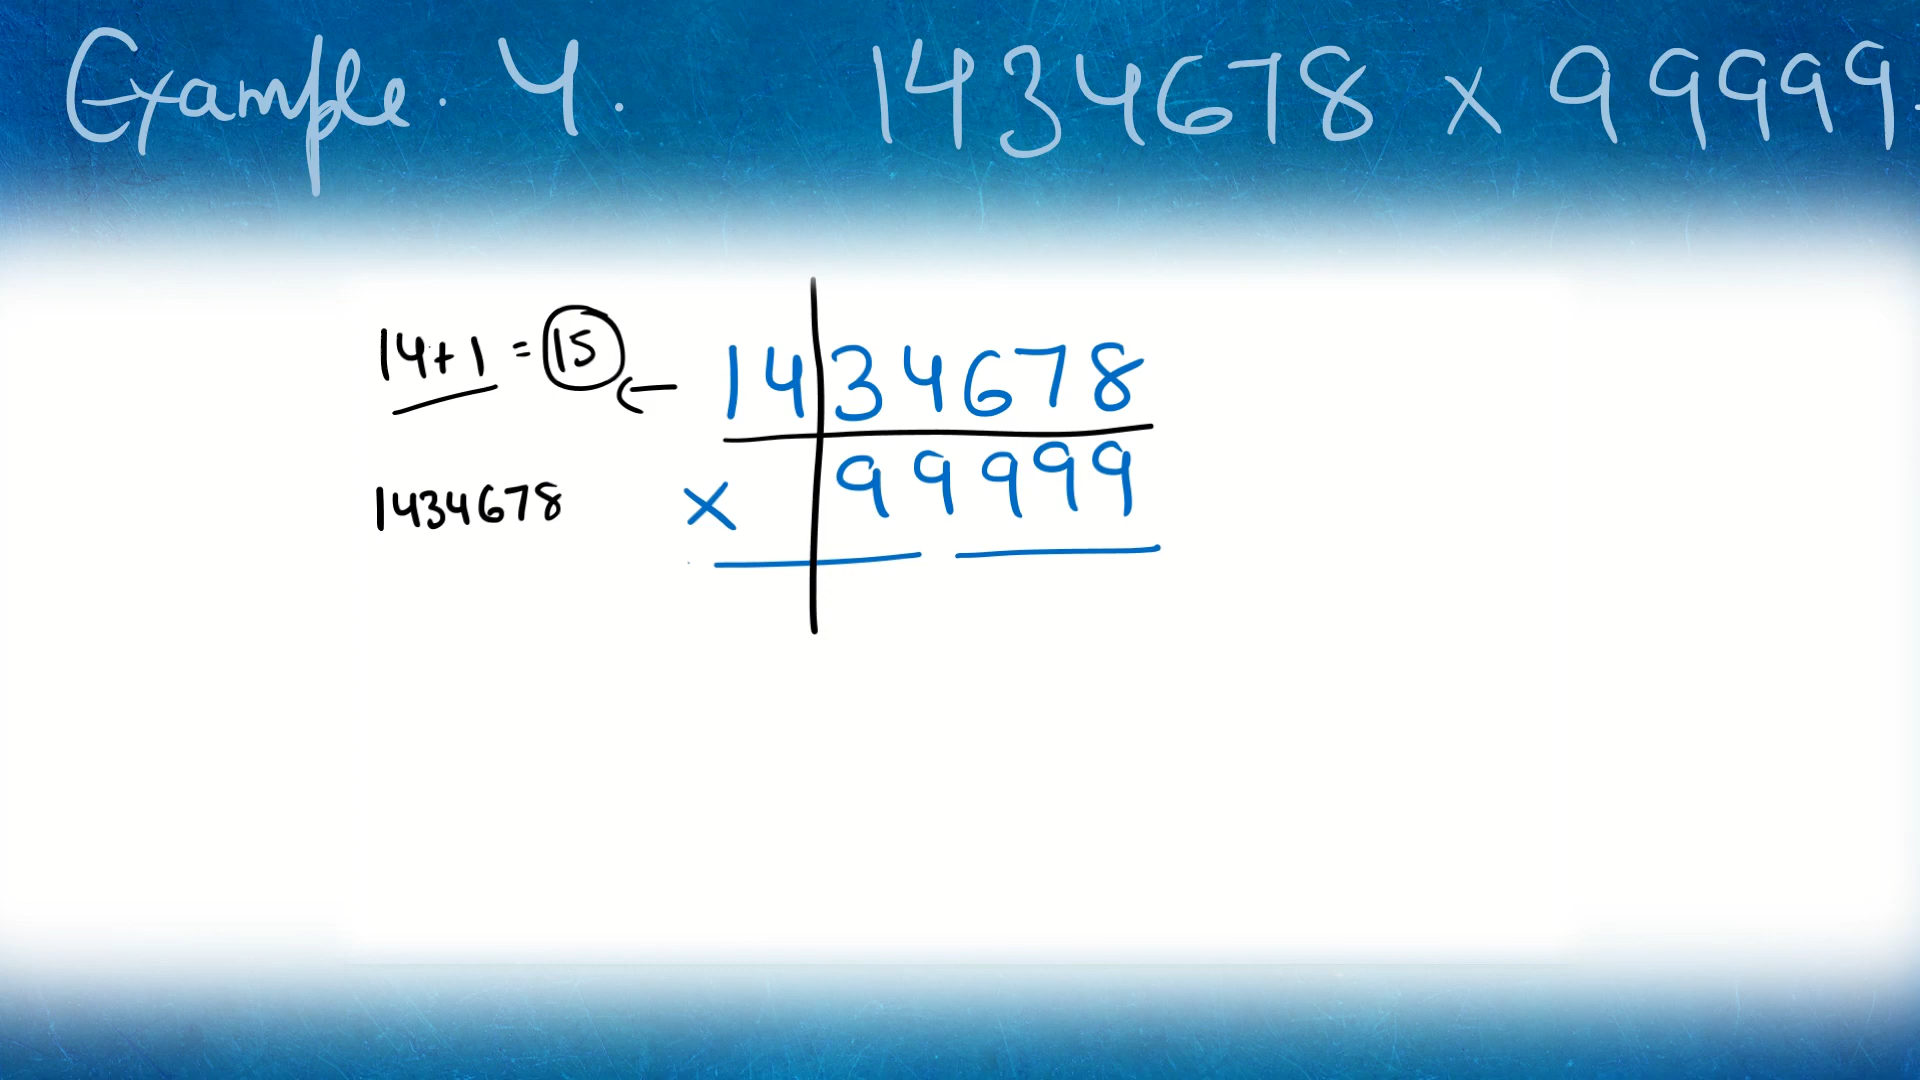 Example. 4. 1434678 x 99999.
14+1 = 15 ← 14 34678
1434678 x 99999